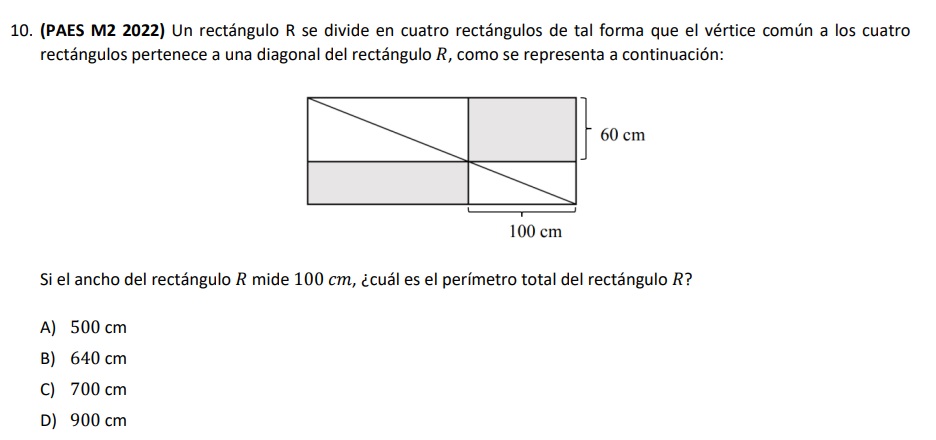 10. (PAES M2 2022) Un rectángulo R se divide en cuatro rectángulos de tal forma que el vértice común a los cuatro
rectángulos pertenece a una diagonal del rectángulo R, como se representa a continuación:
60 cm
100 cm
Si el ancho del rectángulo R mide 100 cm, ¿cuál es el perímetro total del rectángulo R?
A) 500 cm
B) 640 cm
C) 700 cm
D) 900 cm